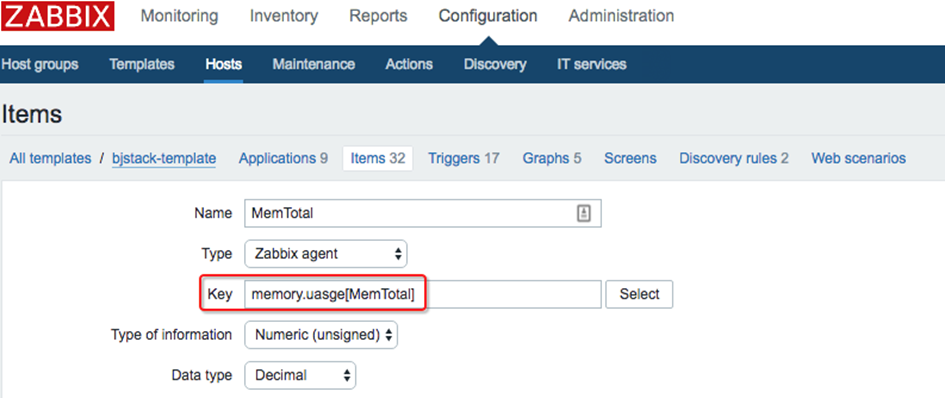 ZABBIX Monitoring Inventory Reports Configuration Administration
Host groups Templates Hosts Maintenance Actions Discovery IT services
Items
All templates / bjstack-template Applications 9 Items 32 Triggers 17 Graphs 5 Screens Discovery rules 2 Web scenarios
Name MemTotal
Type Zabbix agent
Key memory.uasge[MemTotal] Select
Type of information Numeric (unsigned)
Data type Decimal